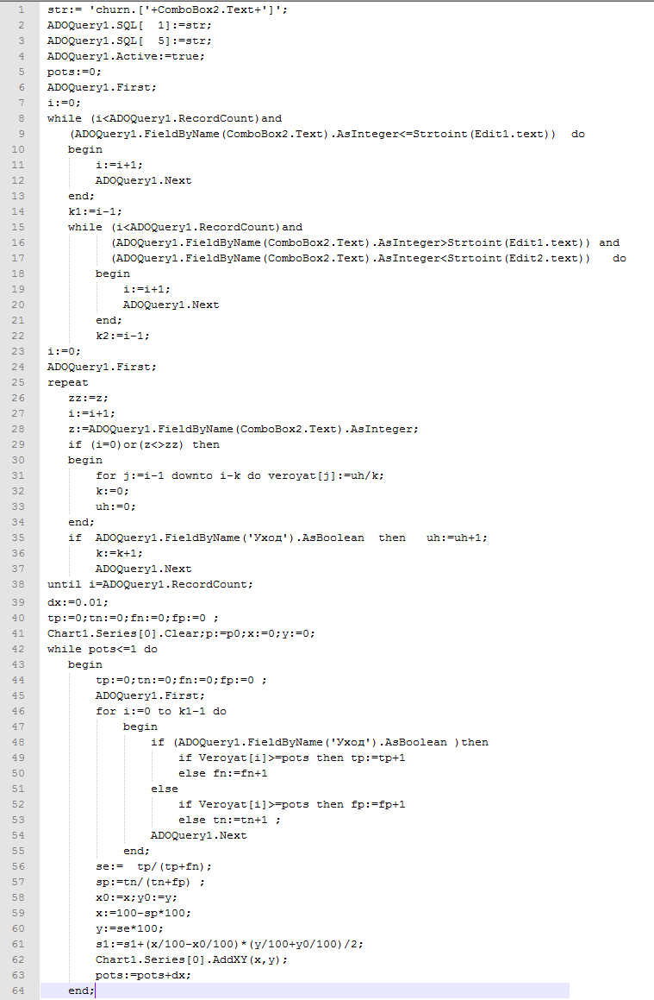 1 str:= 'churn.['+ComboBox2.Text+']';
2 ADOQuery1.SQL[  1]:=str;
3 ADOQuery1.SQL[  5]:=str;
4 ADOQuery1.Active:=true;
5 pots:=0;
6 ADOQuery1.First;
7 i:=0;
8 while (i<ADOQuery1.RecordCount)and
9    (ADOQuery1.FieldByName(ComboBox2.Text).AsInteger<=Strtoint(Edit1.text))  do
10    begin
11        i:=i+1;
12        ADOQuery1.Next
13    end;
14    k1:=i-1;
15    while (i<ADOQuery1.RecordCount)and
16          (ADOQuery1.FieldByName(ComboBox2.Text).AsInteger>Strtoint(Edit1.text)) and
17          (ADOQuery1.FieldByName(ComboBox2.Text).AsInteger<Strtoint(Edit2.text))   do
18        begin
19            i:=i+1;
20            ADOQuery1.Next
21        end;
22        k2:=i-1;
23 i:=0;
24 ADOQuery1.First;
25 repeat
26    zz:=z;
27    i:=i+1;
28    z:=ADOQuery1.FieldByName(ComboBox2.Text).AsInteger;
29    if (i=0)or(z<>zz) then
30    begin
31        for j:=i-1 downto i-k do veroyat[j]:=uh/k;
32        k:=0;
33        uh:=0;
34    end;
35    if  ADOQuery1.FieldByName('Уход').AsBoolean  then   uh:=uh+1;
36        k:=k+1;
37        ADOQuery1.Next
38 until i=ADOQuery1.RecordCount;
39 dx:=0.01;
40 tp:=0;tn:=0;fn:=0;fp:=0 ;
41 Chart1.Series[0].Clear;p:=p0;x:=0;y:=0;
42 while pots<=1 do
43    begin
44        tp:=0;tn:=0;fn:=0;fp:=0 ;
45        ADOQuery1.First;
46        for i:=0 to k1-1 do
47            begin
48                if (ADOQuery1.FieldByName('Уход').AsBoolean )then
49                    if Veroyat[i]>=pots then tp:=tp+1
50                    else fn:=fn+1
51                else
52                    if Veroyat[i]>=pots then fp:=fp+1
53                    else tn:=tn+1 ;
54                ADOQuery1.Next
55            end;
56        se:=  tp/(tp+fn);
57        sp:=tn/(tn+fp) ;
58        x0:=x;y0:=y;
59        x:=100-sp*100;
60        y:=se*100;
61        s1:=s1+(x/100-x0/100)*(y/100+y0/100)/2;
62        Chart1.Series[0].AddXY(x,y);
63        pots:=pots+dx;
64    end;